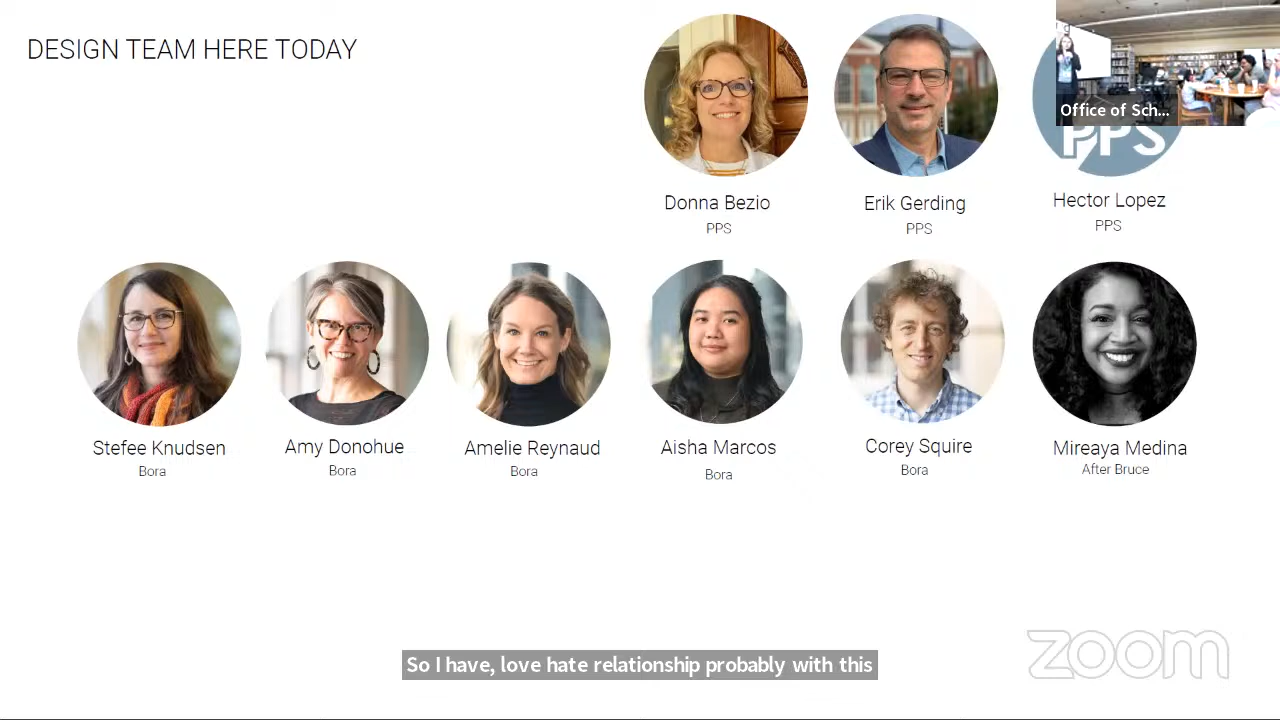 DESIGN TEAM HERE TODAY
Office of Sch...
PPS
Donna Bezio
PPS
Erik Gerding
PPS
Hector Lopez
PPS
Stefee Knudsen
Bora
Amy Donohue
Bora
Amelie Reynaud
Bora
Aisha Marcos
Bora
Corey Squire
Bora
Mireaya Medina
After Bruce
So I have, love hate relationship probably with this
zoom